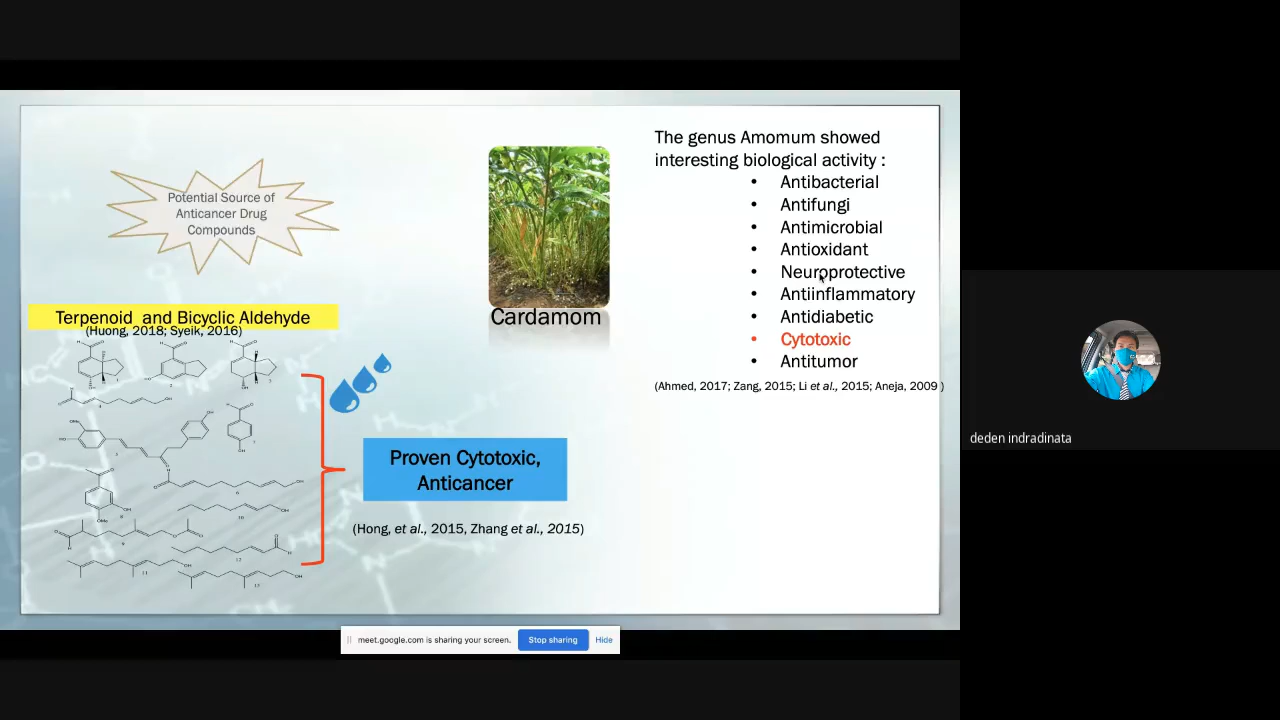 Potential Source of
Anticancer Drug
Compounds
Terpenoid and Bicyclic Aldehyde
(Huong, 2018; Syeik, 2016)
Proven Cytotoxic,
Anticancer
(Hong, et al., 2015, Zhang et al., 2015)
Cardamom
The genus Amomum showed
interesting biological activity :
• Antibacterial
• Antifungi
• Antimicrobial
• Antioxidant
• Neuroprotective
• Antiinflammatory
• Antidiabetic
• Cytotoxic
• Antitumor
(Ahmed, 2017; Zang, 2015; Li et al., 2015; Aneja, 2009 )
meet.google.com is sharing your screen.
Stop sharing
Hide
deden indradinata